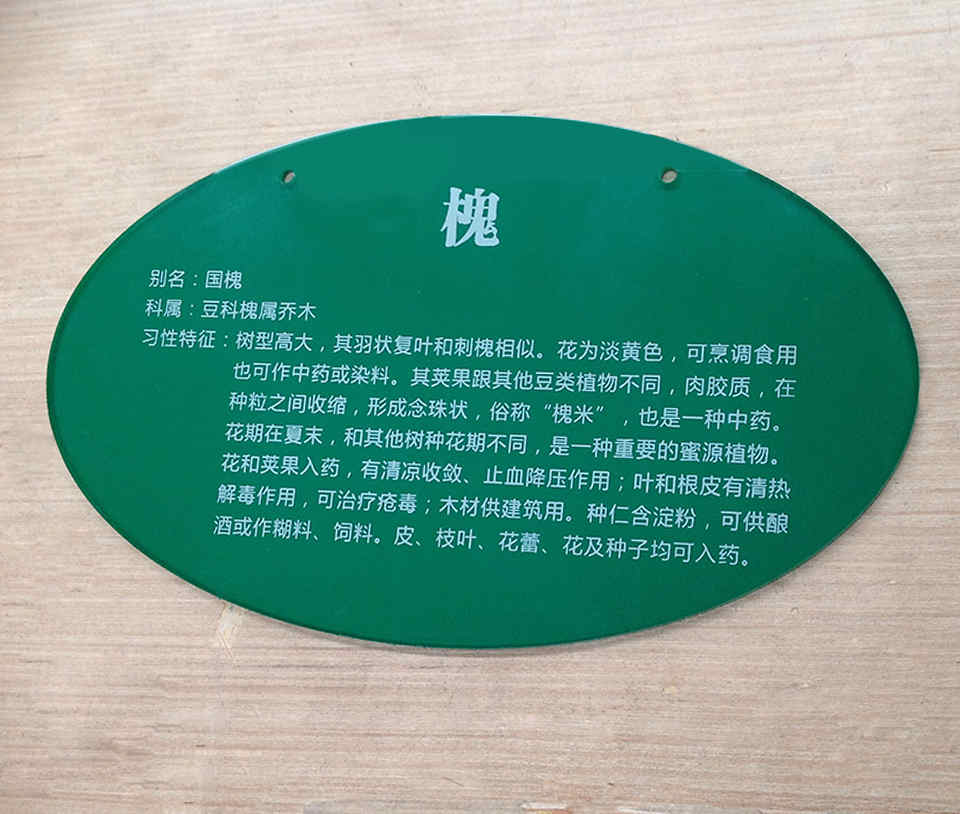 槐
别名：国槐
科属：豆科槐属乔木
习性特征：树型高大，其羽状复叶和刺槐相似。花为淡黄色，可烹调食用
也可作中药或染料。其荚果跟其他豆类植物不同，肉胶质，在
种粒之间收缩，形成念珠状，俗称“槐米”，也是一种中药。
花期在夏末，和其他树种花期不同，是一种重要的蜜源植物。
花和荚果入药，有清凉收敛、止血降压作用；叶和根皮有清热
解毒作用，可治疗疮毒；木材供建筑用。种仁含淀粉，可供酿
酒或作糊料、饲料。皮、枝叶、花蕾、花及种子均可入药。